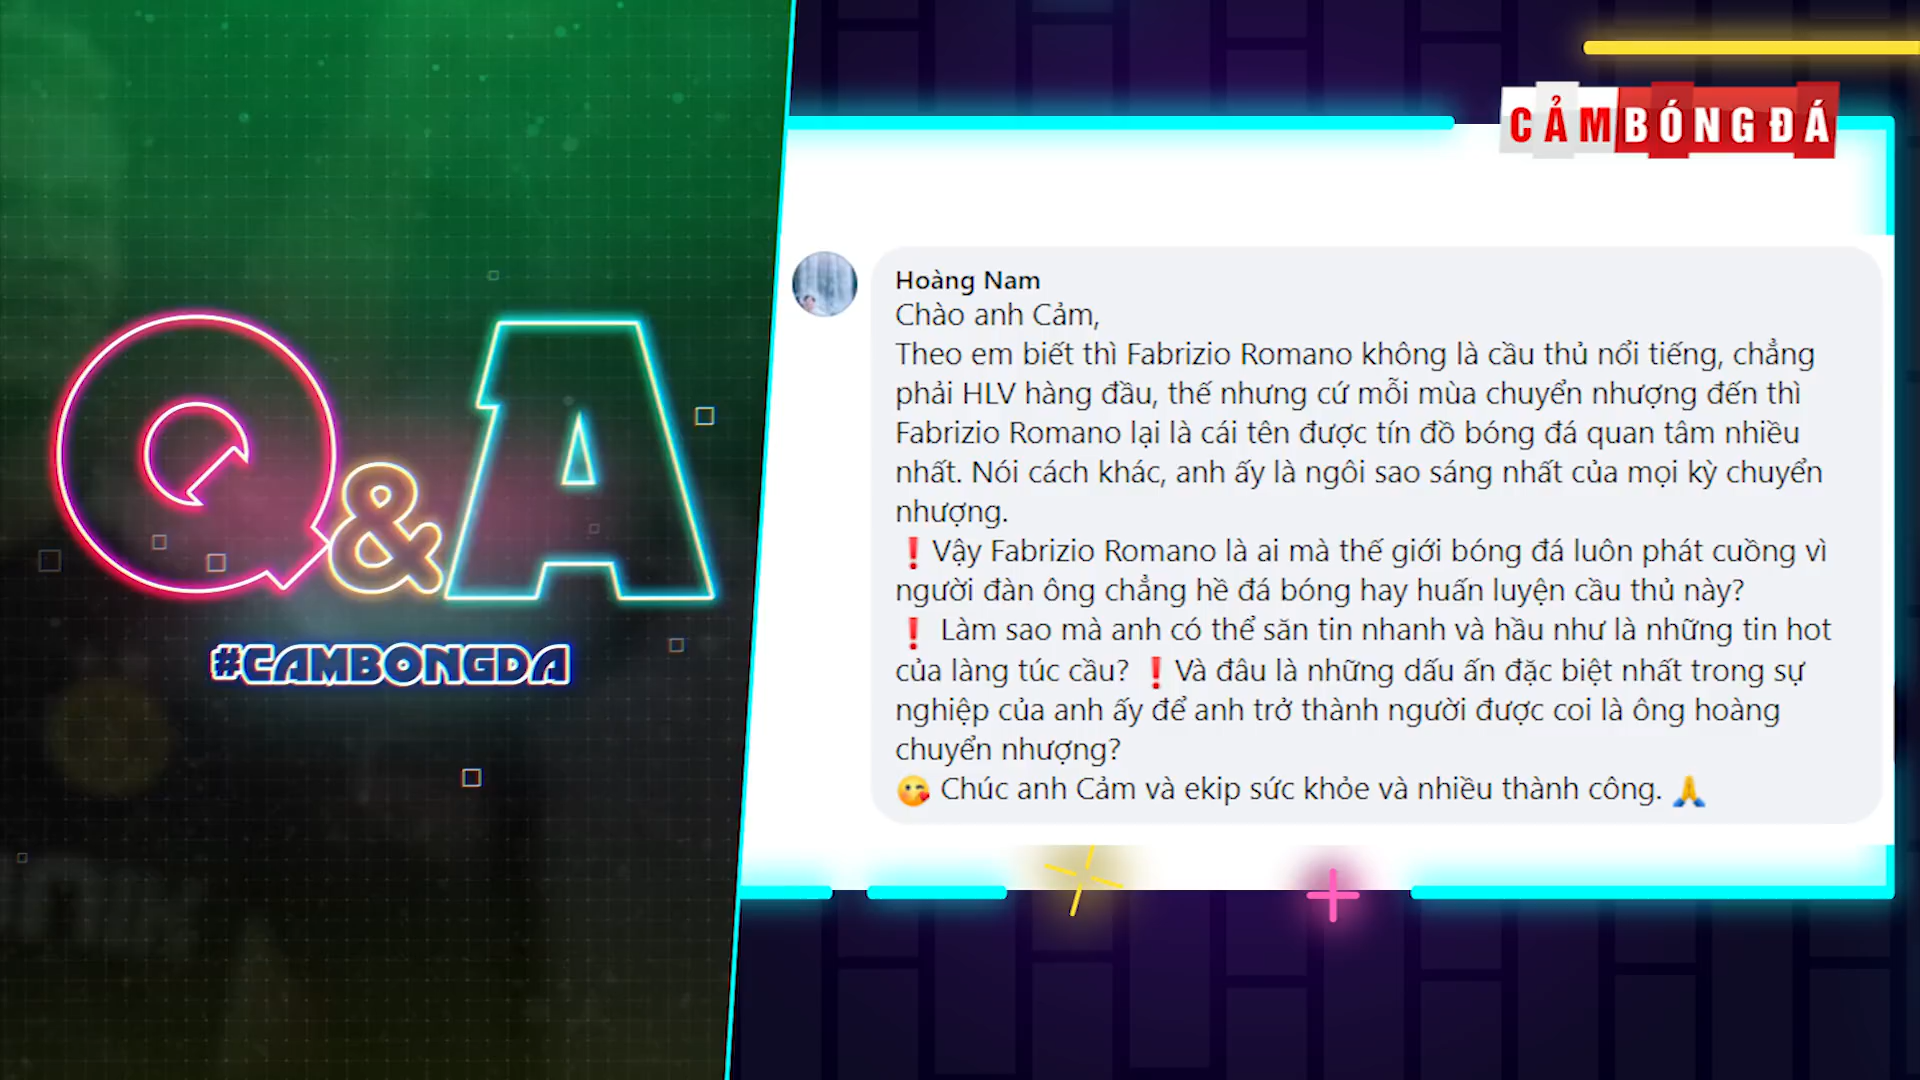 Q&A
#CAMBONGDA
CẢMBÓNGĐÁ
Hoàng Nam
Chào anh Cảm,
Theo em biết thì Fabrizio Romano không là cầu thủ nổi tiếng, chẳng
phải HLV hàng đầu, thế nhưng cứ mỗi mùa chuyển nhượng đến thì
Fabrizio Romano lại là cái tên được tín đồ bóng đá quan tâm nhiều
nhất. Nói cách khác, anh ấy là ngôi sao sáng nhất của mọi kỳ chuyển
nhượng.
❗Vậy Fabrizio Romano là ai mà thế giới bóng đá luôn phát cuồng vì
người đàn ông chẳng hề đá bóng hay huấn luyện cầu thủ này?
❗ Làm sao mà anh có thể săn tin nhanh và hầu như là những tin hot
của làng túc cầu? ❗Và đâu là những dấu ấn đặc biệt nhất trong sự
nghiệp của anh ấy để anh trở thành người được coi là ông hoàng
chuyển nhượng?
😘 Chúc anh Cảm và ekip sức khỏe và nhiều thành công. 🙏